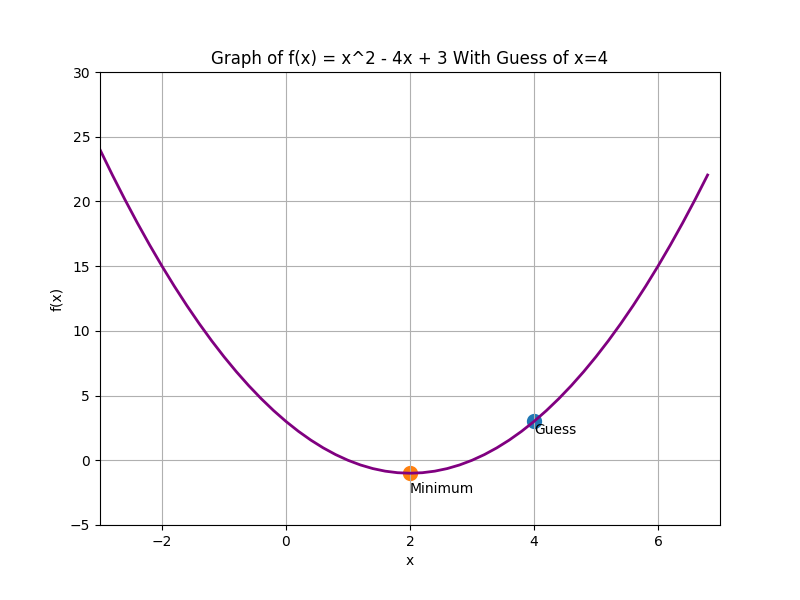 Graph of f(x) = x^2 - 4x + 3 With Guess of x=4
30
25
20
15
10
5
0
−5
f(x)
Guess
Minimum
−2
0
2
4
6
x